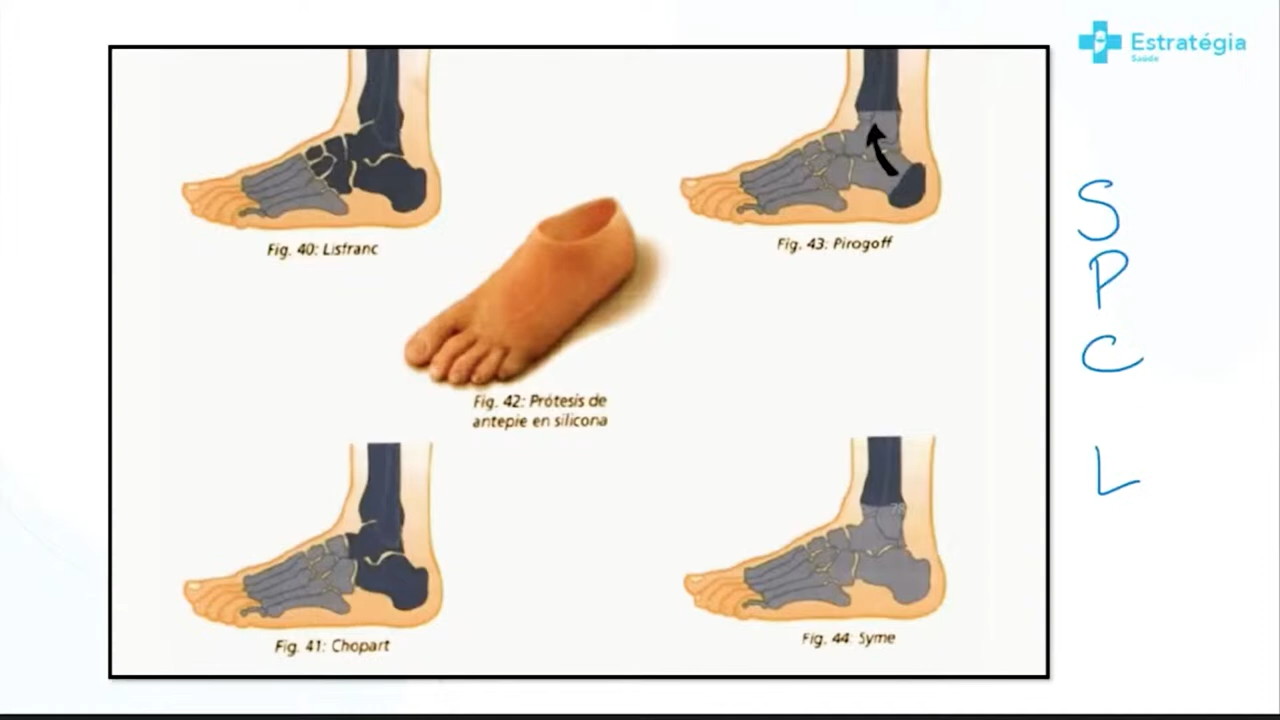 Estratégia
Saúde
Fig. 40: Lisfranc
Fig. 43: Pirogoff
Fig. 42: Prótesis de
antepie en silicona
Fig. 41: Chopart
Fig. 44: Syme
S
P
C
L